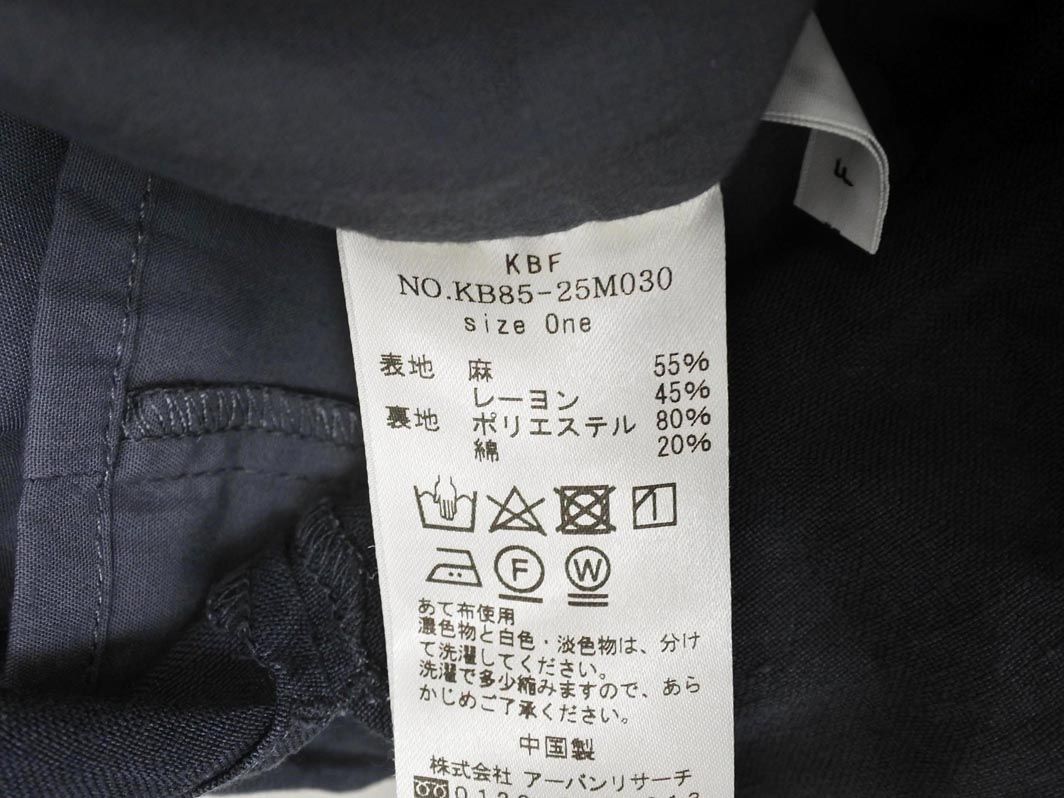 F
KBF
NO.KB85-25M030
size One
表地 麻 55%
レーヨン 45%
裏地 ポリエステル 80%
綿 20%
F W
あて布使用
濃色物と白色・淡色物は、分け
て洗濯してください。
洗濯で多少縮みますので、あら
かじめご了承ください。
中国製
株式会社 アーバンリサーチ